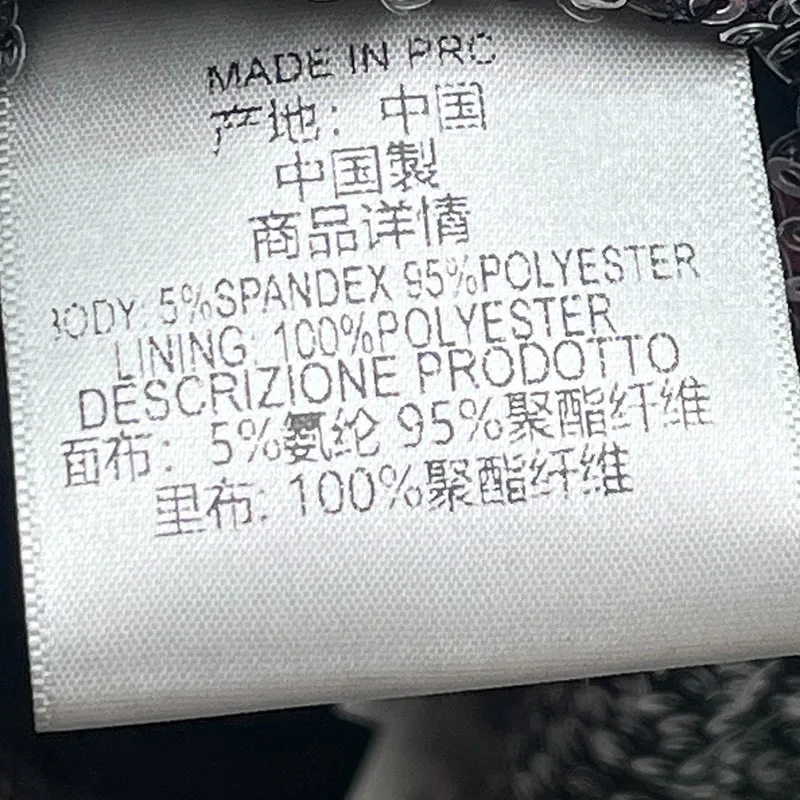 MADE IN PRC
产地：中国
中国製
商品详情
BODY: 5%SPANDEX 95%POLYESTER
LINING: 100%POLYESTER
DESCRIZIONE PRODOTTO
面布：5%氨纶 95%聚酯纤维
里布: 100%聚酯纤维